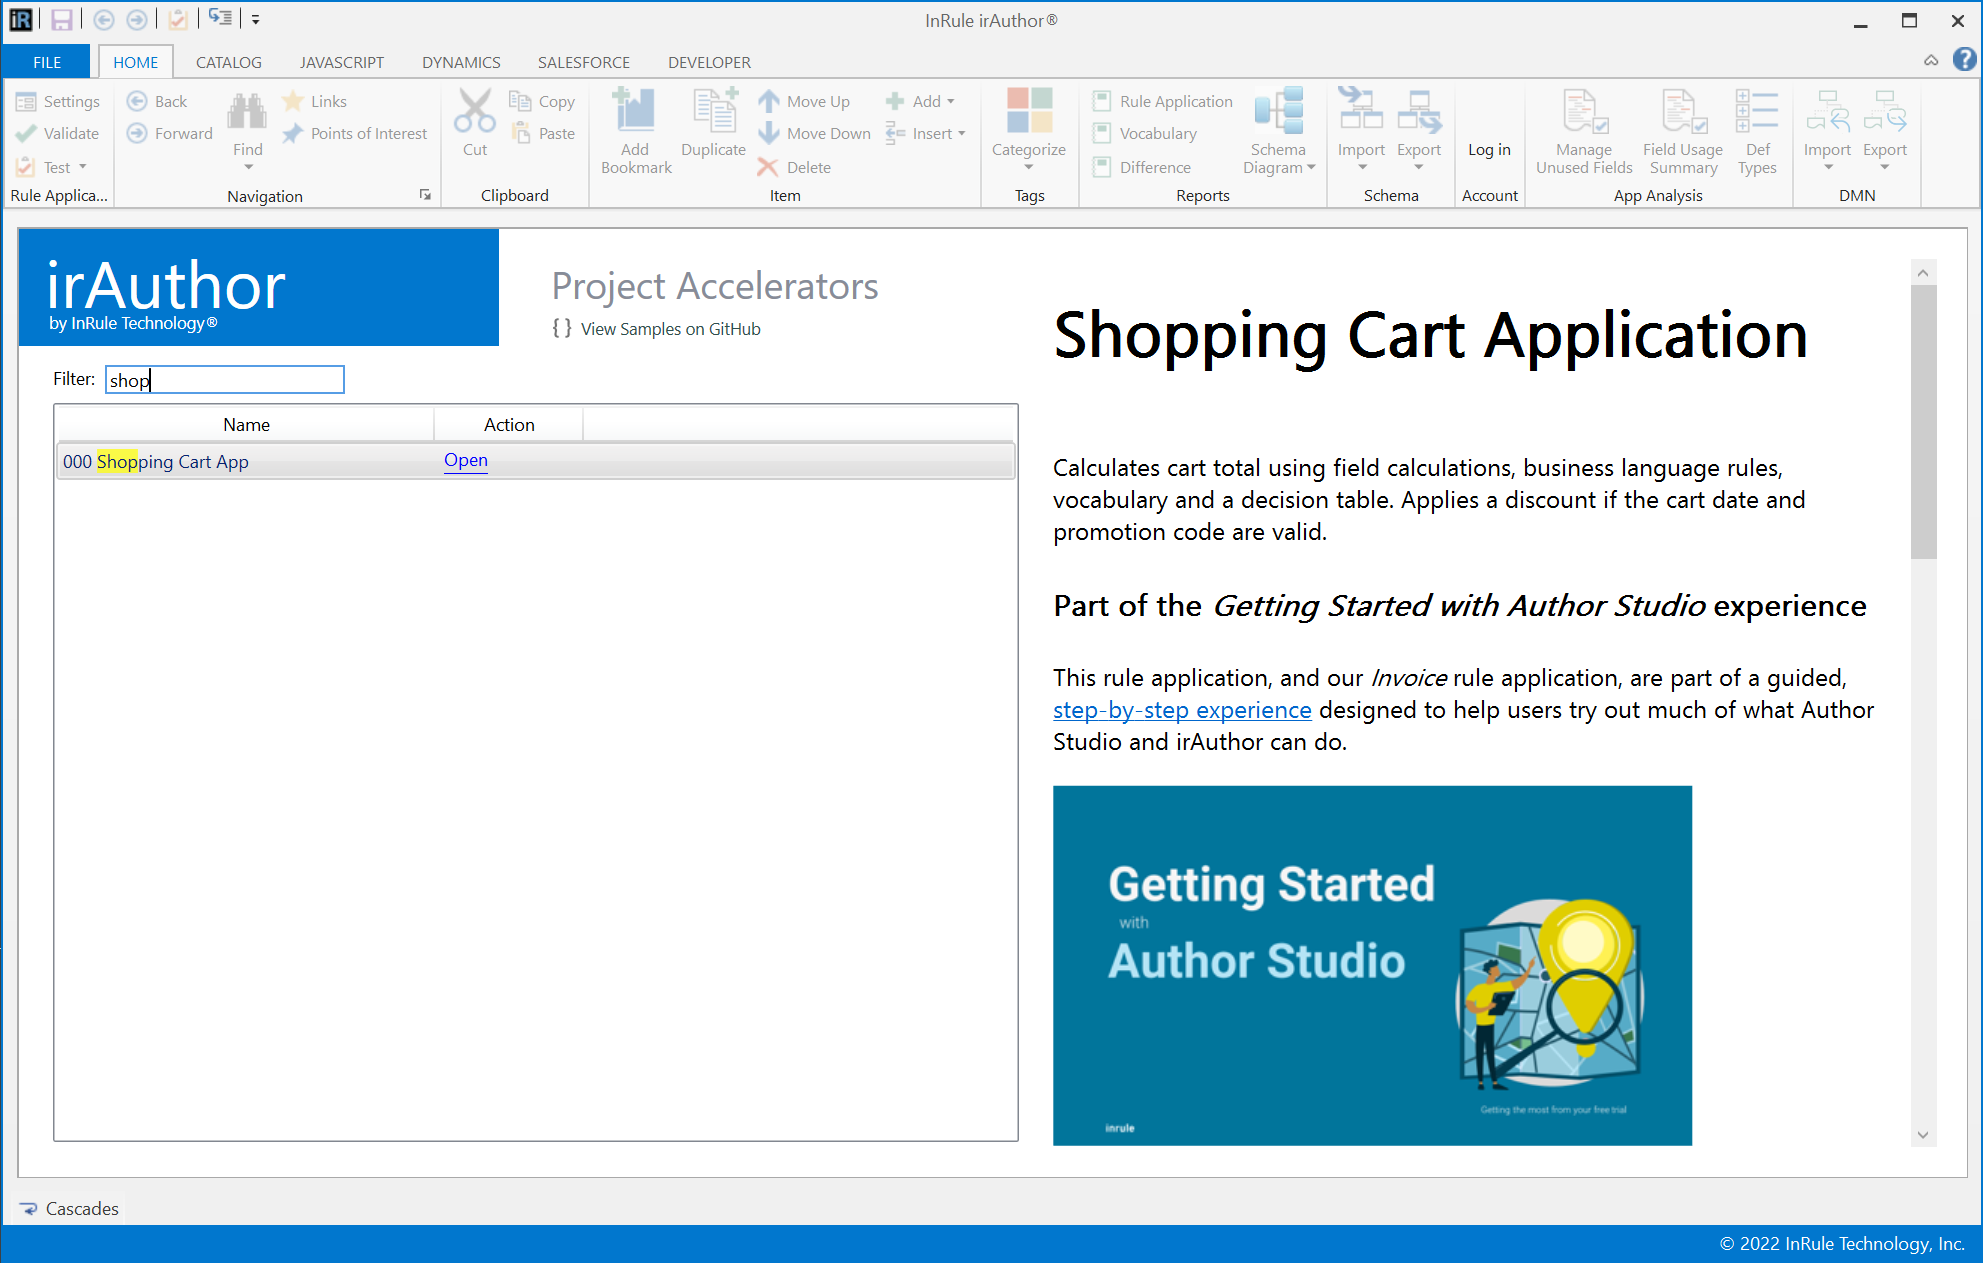 iR
InRule irAuthor®
FILE HOME CATALOG JAVASCRIPT DYNAMICS SALESFORCE DEVELOPER
Settings
Validate
Test
Rule Applica...
Back
Forward
Find
Links
Points of Interest
Navigation
Cut
Copy
Paste
Clipboard
Add
Bookmark
Duplicate
Move Up
Move Down
Delete
Add
Insert
Item
Categorize
Tags
Rule Application
Vocabulary
Difference
Schema
Diagram
Reports
Import
Export
Schema
Log in
Account
Manage
Unused Fields
Field Usage
Summary
Def
Types
App Analysis
Import
Export
DMN
irAuthor
by InRule Technology®
Project Accelerators
{ } View Samples on GitHub
Filter: shop
Name Action
000 Shopping Cart App Open
Shopping Cart Application
Calculates cart total using field calculations, business language rules,
vocabulary and a decision table. Applies a discount if the cart date and
promotion code are valid.
Part of the Getting Started with Author Studio experience
This rule application, and our Invoice rule application, are part of a guided,
step-by-step experience designed to help users try out much of what Author
Studio and irAuthor can do.
Getting Started
with
Author Studio
Getting the most from your free trial
inrule
Cascades
© 2022 InRule Technology, Inc.